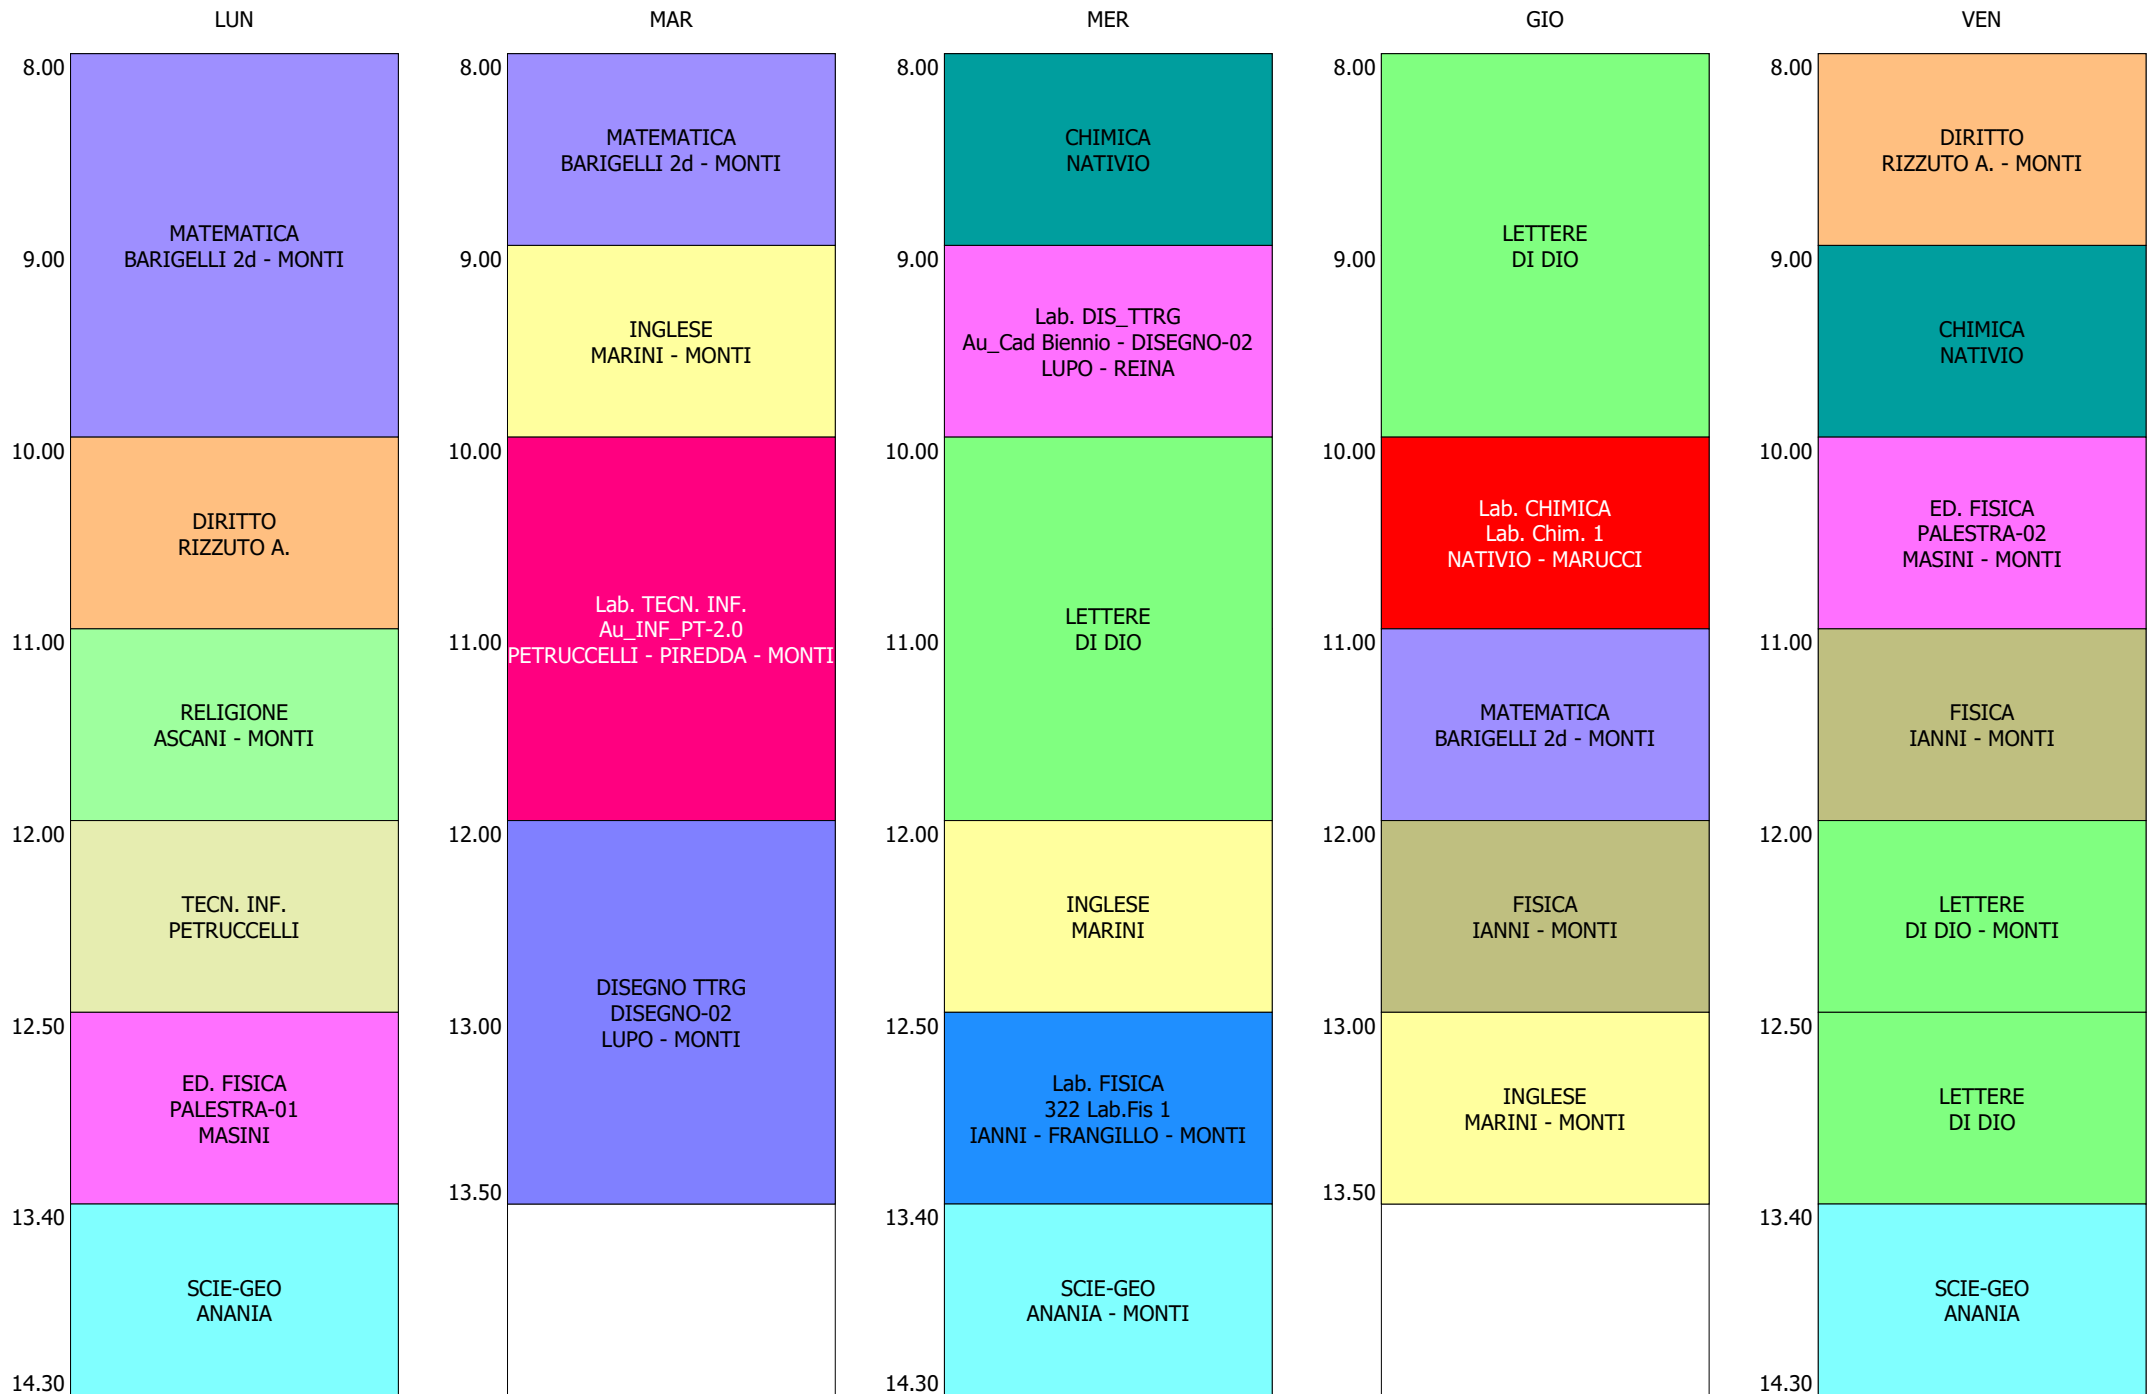 LUN
8.00
MATEMATICA
BARIGELLI 2d - MONTI
9.00
10.00
DIRITTO
RIZZUTO A.
11.00
RELIGIONE
ASCANI - MONTI
12.00
TECN. INF.
PETRUCCELLI
12.50
ED. FISICA
PALESTRA-01
MASINI
13.40
SCIE-GEO
ANANIA
14.30
MAR
8.00
MATEMATICA
BARIGELLI 2d - MONTI
9.00
INGLESE
MARINI - MONTI
10.00
Lab. TECN. INF.
Au_INF_PT-2.0
11.00
PETRUCCELLI - PIREDDA - MONTI
12.00
DISEGNO TTRG
DISEGNO-02
13.00
LUPO - MONTI
13.50
MER
8.00
CHIMICA
NATIVIO
9.00
Lab. DIS_TTRG
Au_Cad Biennio - DISEGNO-02
LUPO - REINA
10.00
LETTERE
DI DIO
11.00
12.00
INGLESE
MARINI
12.50
Lab. FISICA
322 Lab.Fis 1
IANNI - FRANGILLO - MONTI
13.40
SCIE-GEO
ANANIA - MONTI
14.30
GIO
8.00
LETTERE
DI DIO
9.00
10.00
Lab. CHIMICA
Lab. Chim. 1
NATIVIO - MARUCCI
11.00
MATEMATICA
BARIGELLI 2d - MONTI
12.00
FISICA
IANNI - MONTI
13.00
INGLESE
MARINI - MONTI
13.50
VEN
8.00
DIRITTO
RIZZUTO A. - MONTI
9.00
CHIMICA
NATIVIO
10.00
ED. FISICA
PALESTRA-02
MASINI - MONTI
11.00
FISICA
IANNI - MONTI
12.00
LETTERE
DI DIO - MONTI
12.50
LETTERE
DI DIO
13.40
SCIE-GEO
ANANIA
14.30